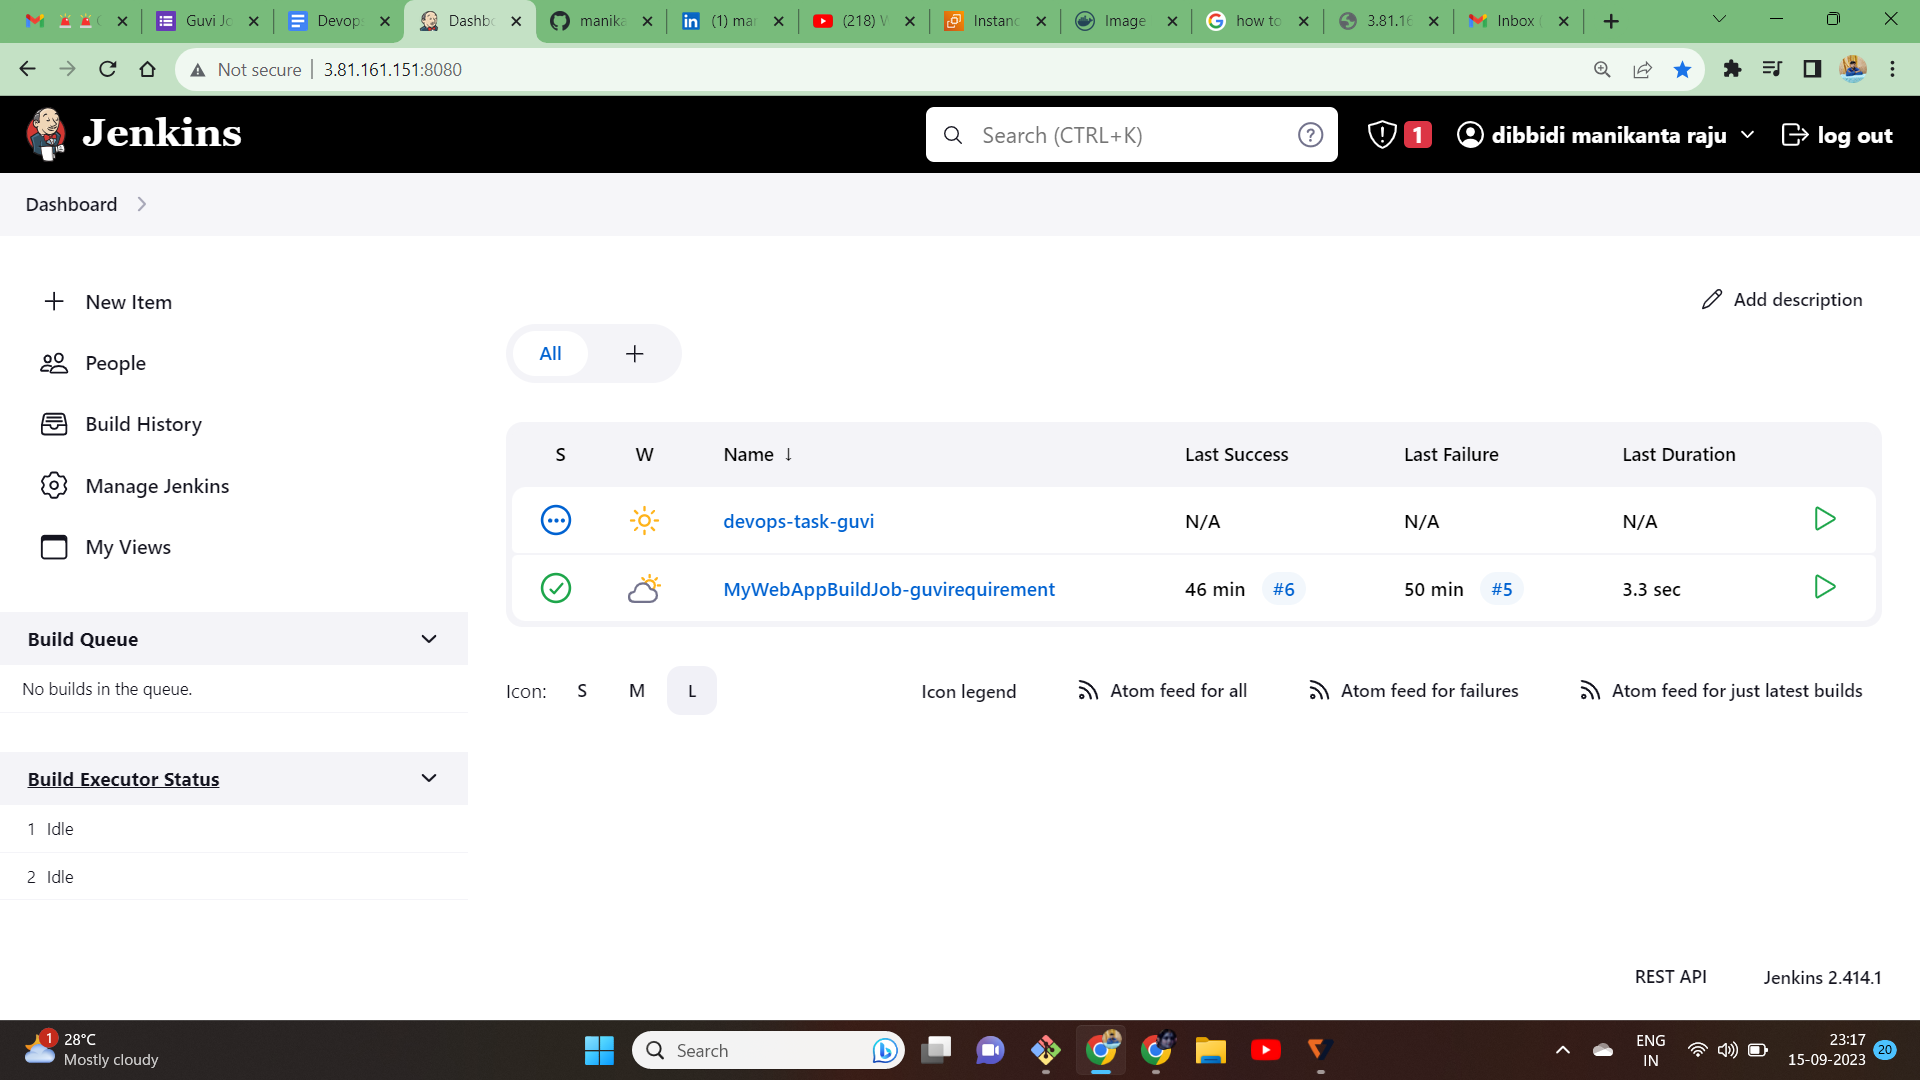 Guvi Jo
Devops
Dashbo
manika
(1) mar
(218) W
Instanc
Image
how to
3.81.16
Inbox (
Not secure 3.81.161.151:8080
Jenkins
Search (CTRL+K)
1
dibbidi manikanta raju
log out
Dashboard
New Item
People
Build History
Manage Jenkins
My Views
Add description
All
S W Name ↓ Last Success Last Failure Last Duration
devops-task-guvi N/A N/A N/A
MyWebAppBuildJob-guvirequirement 46 min #6 50 min #5 3.3 sec
Icon: S M L
Icon legend
Atom feed for all
Atom feed for failures
Atom feed for just latest builds
Build Queue
No builds in the queue.
Build Executor Status
1 Idle
2 Idle
REST API
Jenkins 2.414.1
1
28°C
Mostly cloudy
Search
ENG
IN
23:17
15-09-2023
20